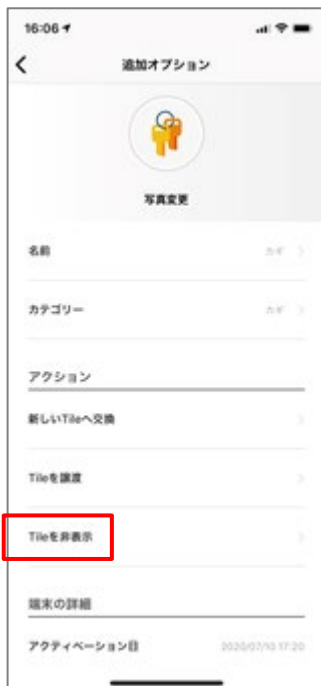 16:06
追加オプション
写真変更
名前 カギ
カテゴリー カギ
アクション
新しいTileへ交換
Tileを譲渡
Tileを非表示
端末の詳細
アクティベーション日 2020/07/10 17:20